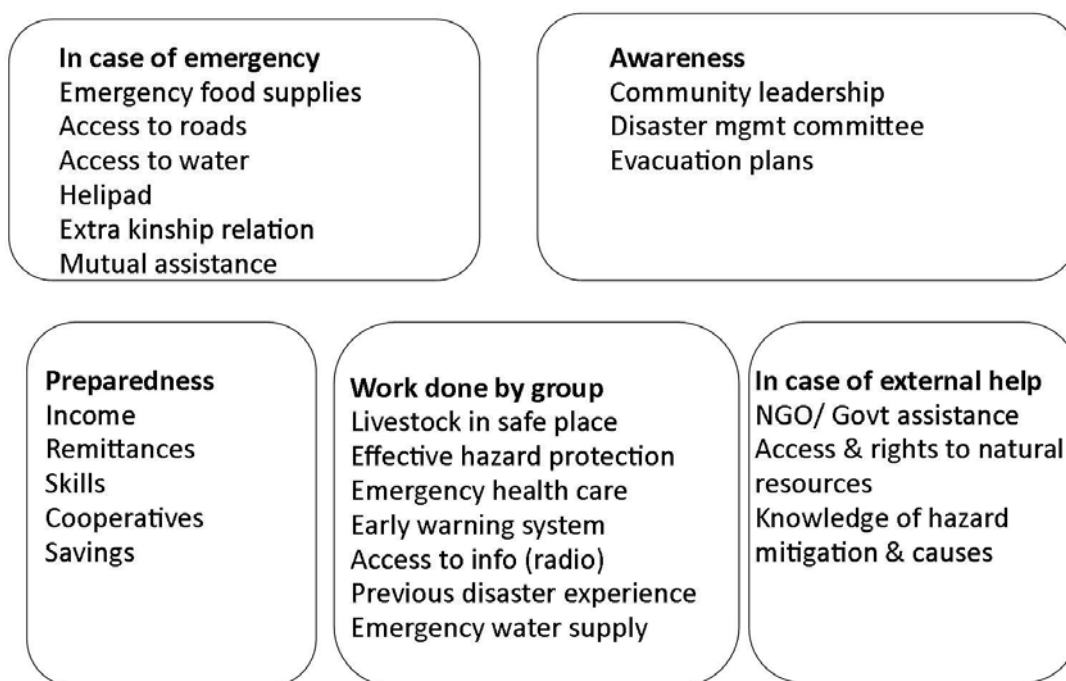 In case of emergency
Emergency food supplies
Access to roads
Access to water
Helipad
Extra kinship relation
Mutual assistance
Awareness
Community leadership
Disaster mgmt committee
Evacuation plans
Preparedness
Income
Remittances
Skills
Cooperatives
Savings
Work done by group
Livestock in safe place
Effective hazard protection
Emergency health care
Early warning system
Access to info (radio)
Previous disaster experience
Emergency water supply
In case of external help
NGO/ Govt assistance
Access & rights to natural
resources
Knowledge of hazard
mitigation & causes